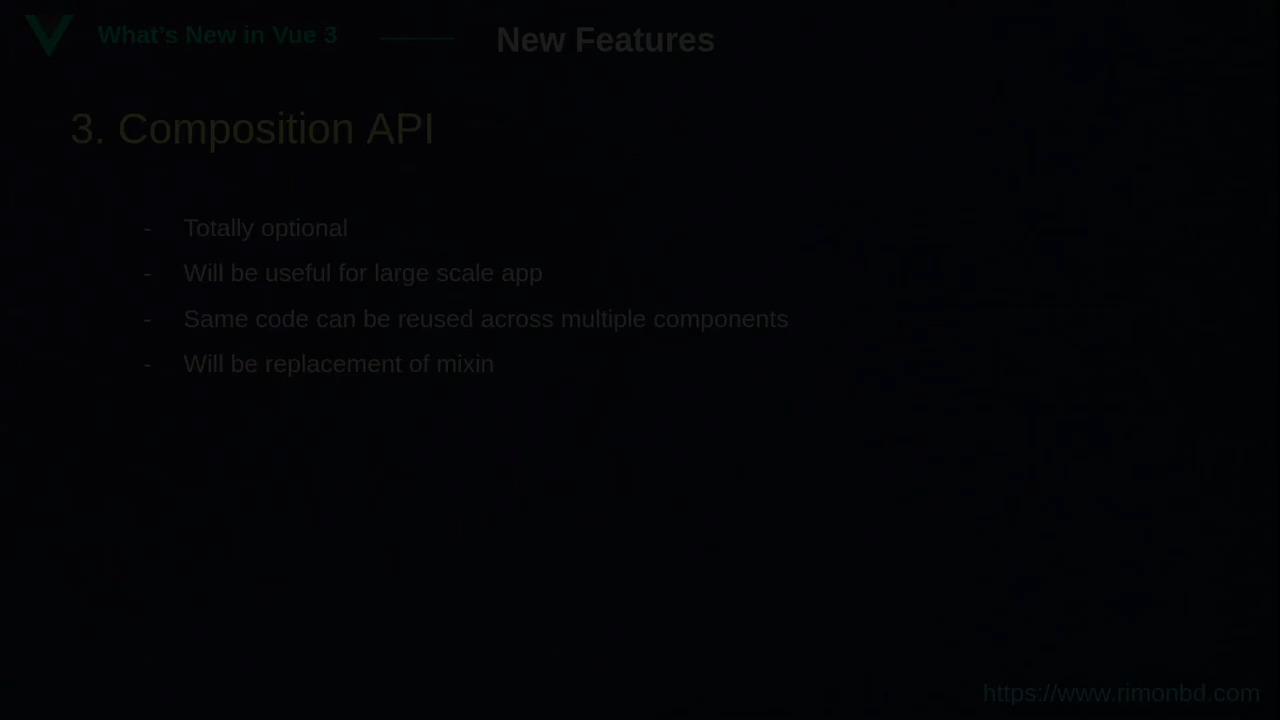 What's New in Vue 3
New Features
3. Composition API
- Totally optional
- Will be useful for large scale app
- Same code can be reused across multiple components
- Will be replacement of mixin
https://www.rimonbd.com